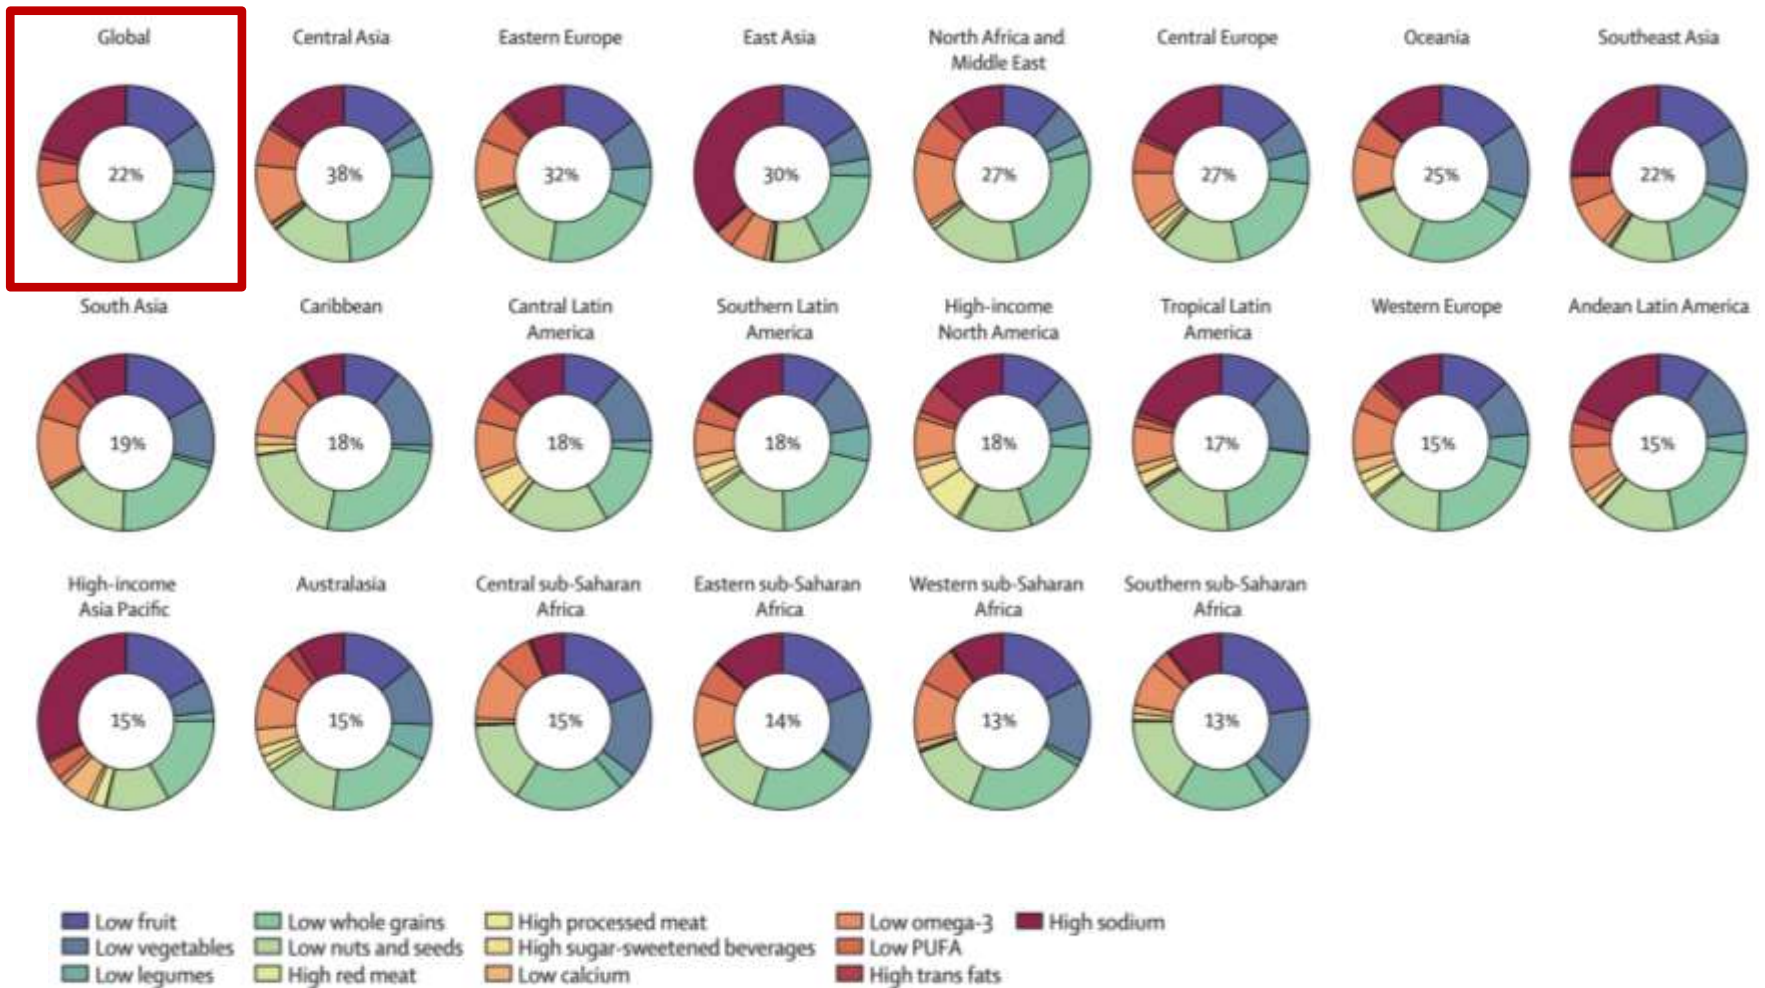 Global
Central Asia
Eastern Europe
East Asia
North Africa and
Middle East
Central Europe
Oceania
Southeast Asia
22%
38%
32%
30%
27%
27%
25%
22%
South Asia
Caribbean
Cantral Latin
America
Southern Latin
America
High-income
North America
Tropical Latin
America
Western Europe
Andean Latin America
19%
18%
18%
18%
18%
17%
15%
15%
High-income
Asia Pacific
Australasia
Central sub-Saharan
Africa
Eastern sub-Saharan
Africa
Western sub-Saharan
Africa
Southern sub-Saharan
Africa
15%
15%
15%
14%
13%
13%
Low fruit
Low vegetables
Low legumes
Low whole grains
Low nuts and seeds
High red meat
High processed meat
High sugar-sweetened beverages
Low calcium
Low omega-3
Low PUFA
High trans fats
High sodium